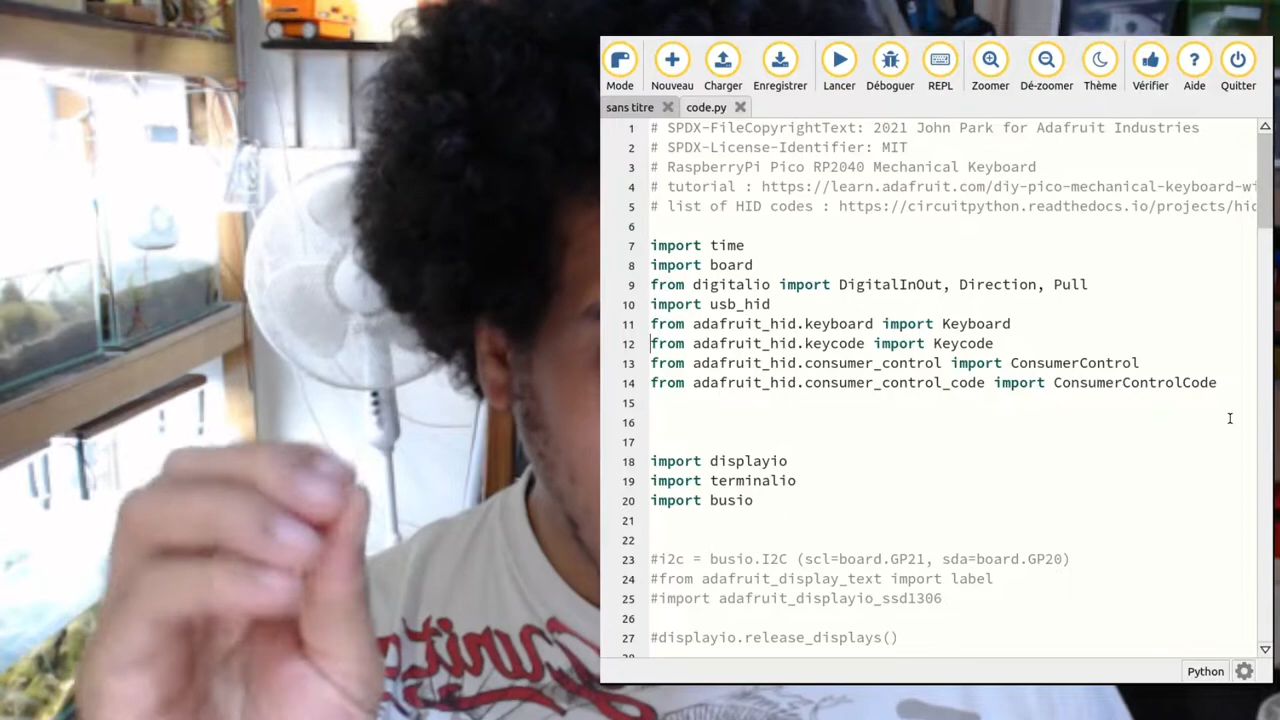 Mode Nouveau Charger Enregistrer Lancer Déboguer REPL Zoomer Dé-zoomer Thème Vérifier Aide Quitter
sans titre code.py
1 # SPDX-FileCopyrightText: 2021 John Park for Adafruit Industries
2 # SPDX-License-Identifier: MIT
3 # RaspberryPi Pico RP2040 Mechanical Keyboard
4 # tutorial : https://learn.adafruit.com/diy-pico-mechanical-keyboard-wi
5 # list of HID codes : https://circuitpython.readthedocs.io/projects/hid
6
7 import time
8 import board
9 from digitalio import DigitalInOut, Direction, Pull
10 import usb_hid
11 from adafruit_hid.keyboard import Keyboard
12 from adafruit_hid.keycode import Keycode
13 from adafruit_hid.consumer_control import ConsumerControl
14 from adafruit_hid.consumer_control_code import ConsumerControlCode
15
16
17
18 import displayio
19 import terminalio
20 import busio
21
22
23 #i2c = busio.I2C (scl=board.GP21, sda=board.GP20)
24 #from adafruit_display_text import label
25 #import adafruit_displayio_ssd1306
26
27 #displayio.release_displays()
Python